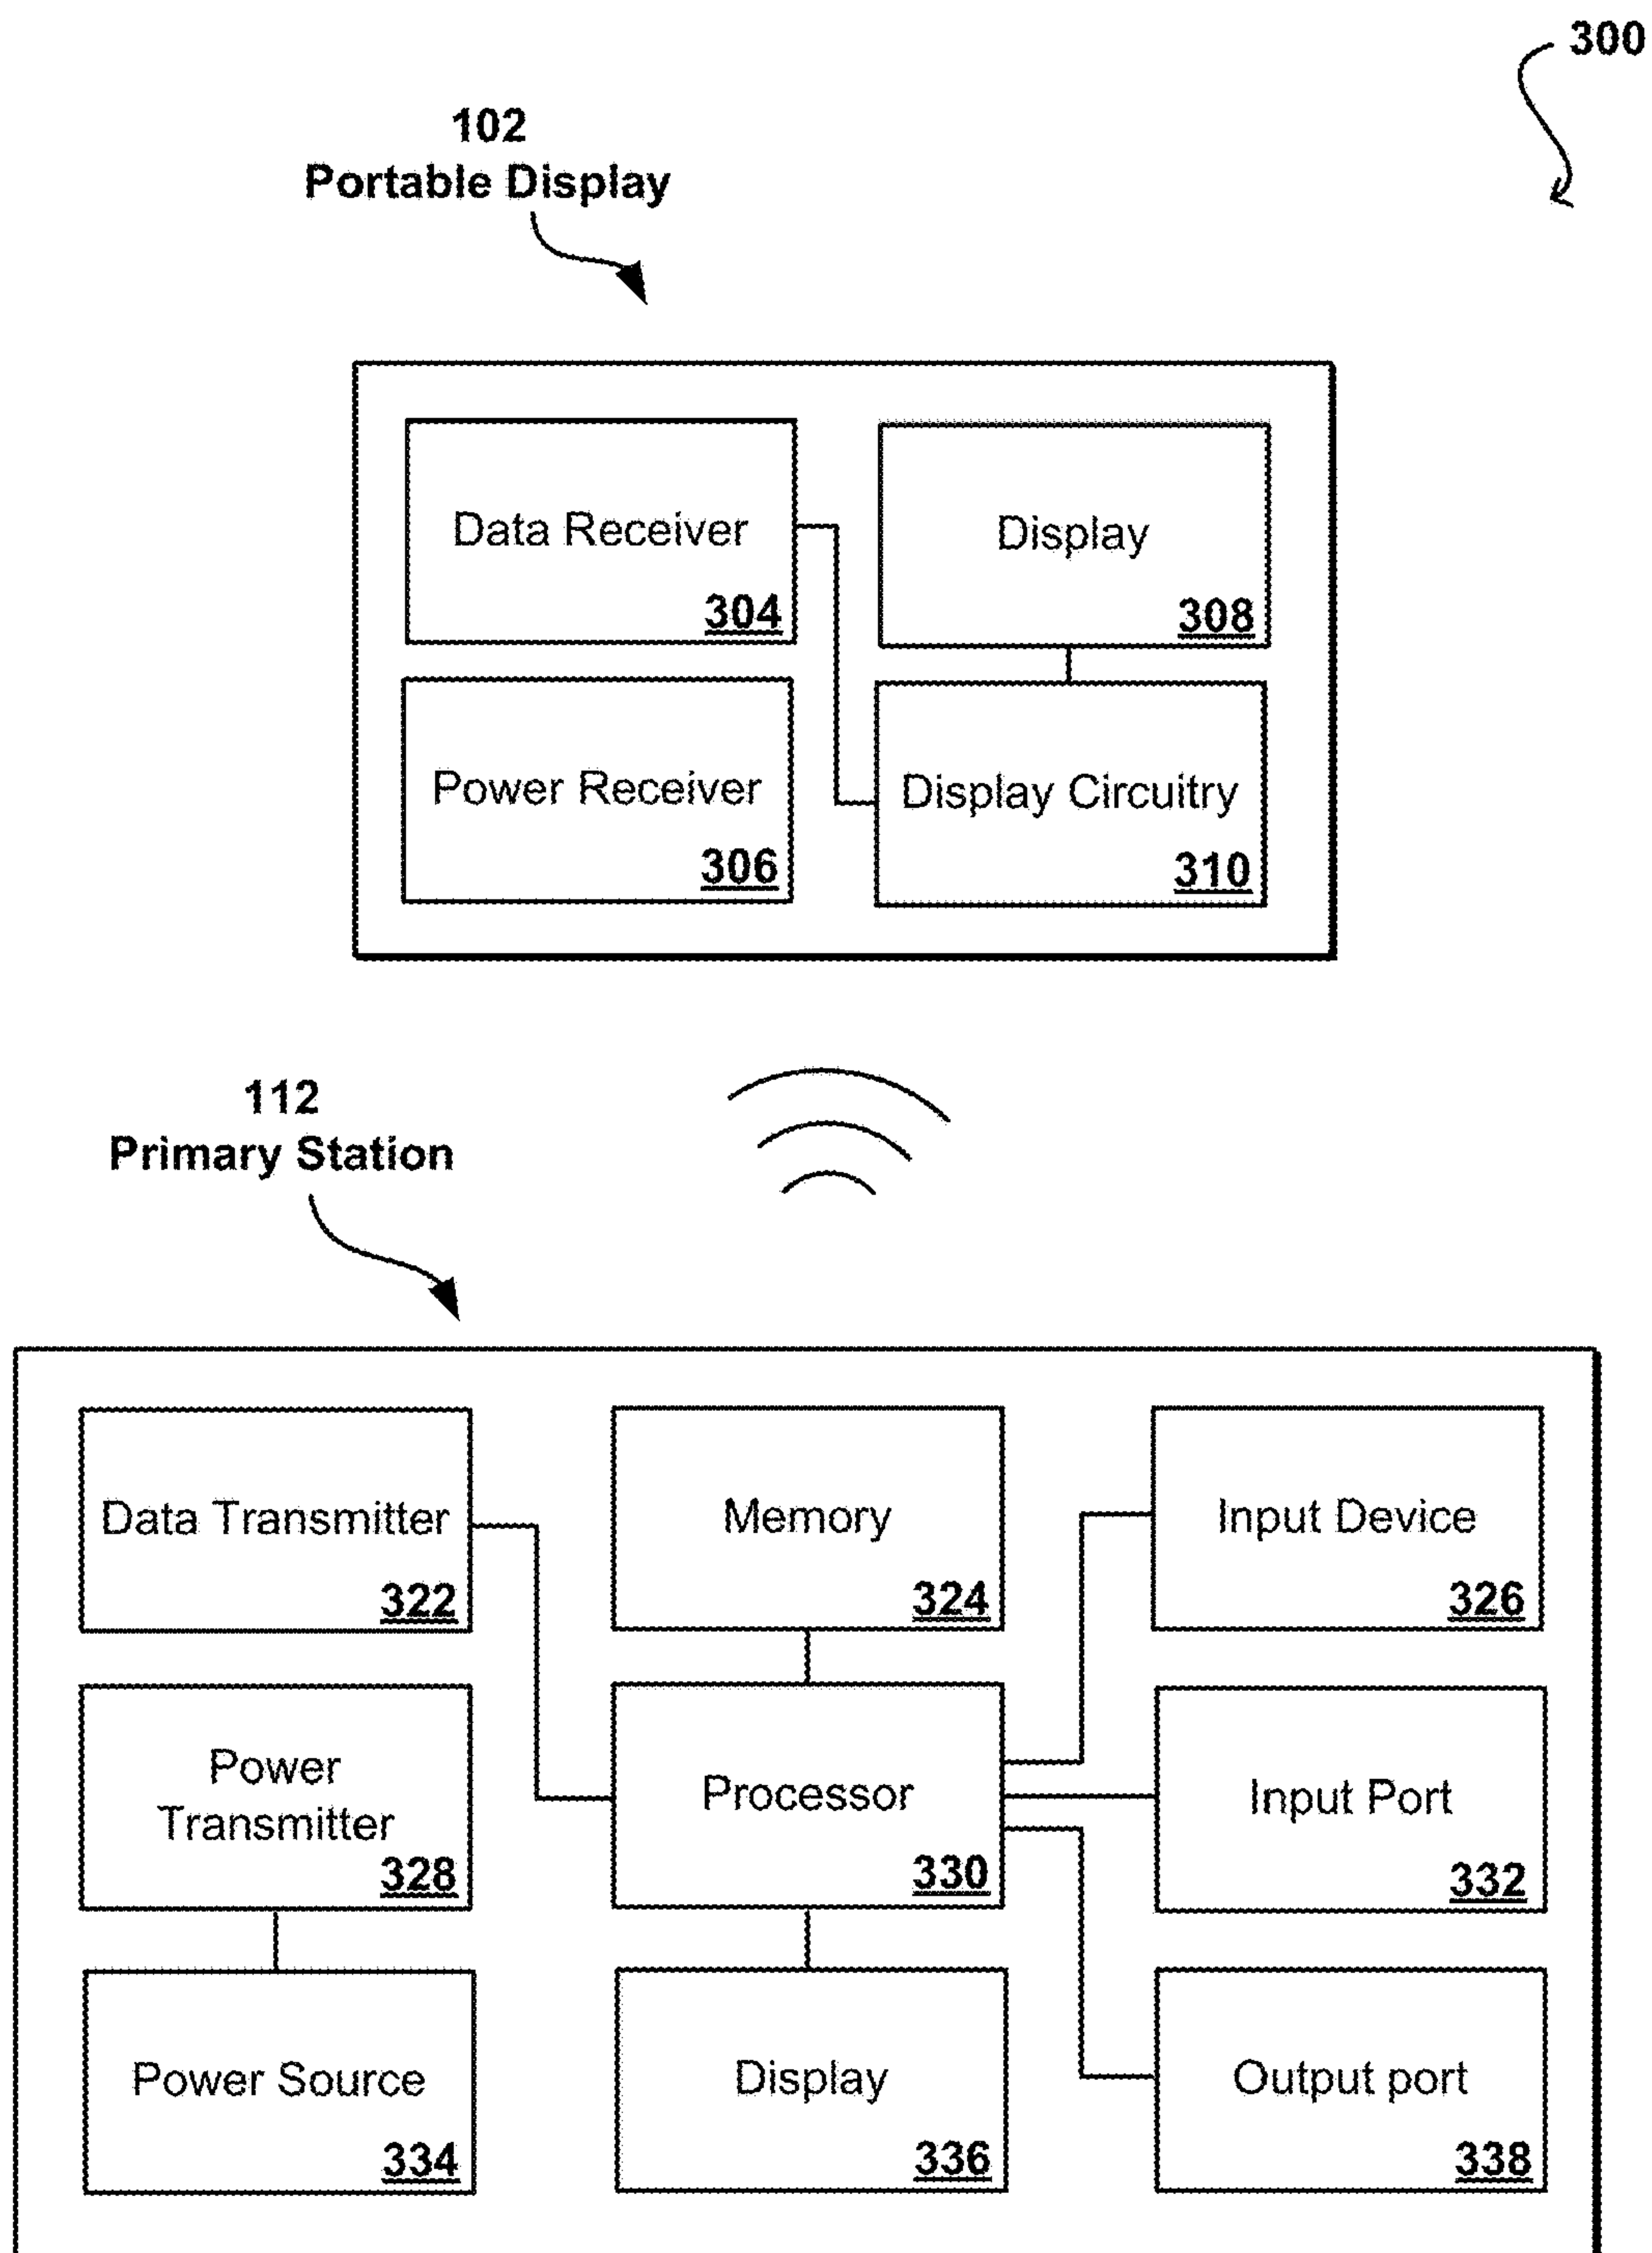 300
102
Portable Display
Data Receiver
304
Display
308
Power Receiver
306
Display Circuitry
310
112
Primary Station
Data Transmitter
322
Memory
324
Input Device
326
Power
Transmitter
328
Processor
330
Input Port
332
Power Source
334
Display
336
Output port
338